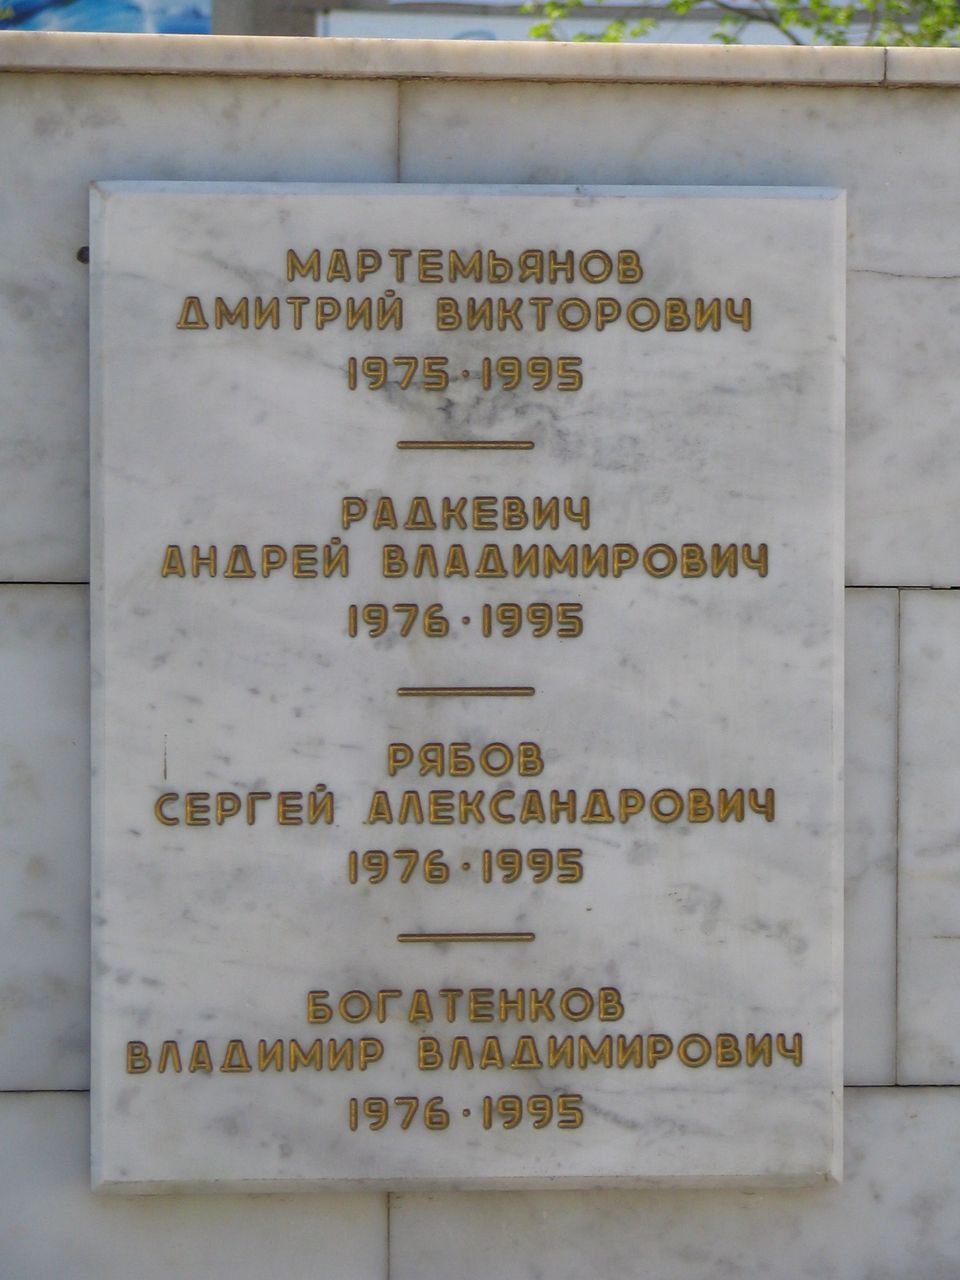 МАРТЕМЬЯНОВ
ДМИТРИЙ ВИКТОРОВИЧ
1975·1995
РАДКЕВИЧ
АНДРЕЙ ВЛАДИМИРОВИЧ
1976·1995
РЯБОВ
СЕРГЕЙ АЛЕКСАНДРОВИЧ
1976·1995
БОГАТЕНКОВ
ВЛАДИМИР ВЛАДИМИРОВИЧ
1976·1995